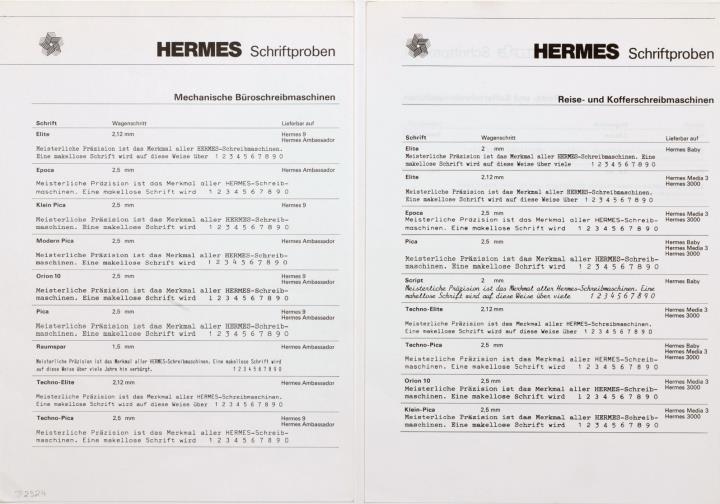 HERMES Schriftproben
Mechanische Büroschreibmaschinen
Schrift Wagenschritt Lieferbar auf
Elite 2,12 mm Hermes 9
Hermes Ambassador
Meisterliche Präzision ist das Merkmal aller HERMES-Schreibmaschinen.
Eine makellose Schrift wird auf diese Weise über 1 2 3 4 5 6 7 8 9 0
Epoca 2,5 mm Hermes Ambassador
Meisterliche Präzision ist das Merkmal aller HERMES-Schreib-
maschinen. Eine makellose Schrift wird 1 2 3 4 5 6 7 8 9 0
Klein Pica 2,5 mm Hermes 9
Meisterliche Präzision ist das Merkmal aller HERMES-Schreib-
maschinen. Eine makellose Schrift wird 1 2 3 4 5 6 7 8 9 0
Modern Pica 2,5 mm Hermes Ambassador
Meisterliche Präzision ist das Merkmal aller HERMES-Schreib-
maschinen. Eine makellose Schrift wird 1 2 3 4 5 6 7 8 9 0
Orion 10 2,5 mm Hermes 9
Hermes Ambassador
Meisterliche Präzision ist das Merkmal aller HERMES-Schreib-
maschinen. Eine makellose Schrift wird 1 2 3 4 5 6 7 8 9 0
Pica 2,5 mm Hermes 9
Hermes Ambassador
Meisterliche Präzision ist das Merkmal aller HERMES-Schreib-
maschinen. Eine makellose Schrift wird 1 2 3 4 5 6 7 8 9 0
Raumspar 1,5 mm Hermes Ambassador
Meisterliche Präzision ist das Merkmal aller HERMES-Schreibmaschinen. Eine makellose Schrift wird
auf diese Weise über viele Jahre hin verbürgt. 1 2 3 4 5 6 7 8 9 0
Techno-Elite 2,12 mm Hermes Ambassador
Meisterliche Präzision ist das Merkmal aller HERMES-Schreibmaschinen.
Eine makellose Schrift wird auf diese Weise über 1 2 3 4 5 6 7 8 9 0
Techno-Pica 2,5 mm Hermes 9
Hermes Ambassador
Meisterliche Präzision ist das Merkmal aller HERMES-Schreib-
maschinen. Eine makellose Schrift wird 1 2 3 4 5 6 7 8 9 0
HERMES Schriftproben
Reise- und Kofferschreibmaschinen
Schrift Wagenschritt Lieferbar auf
Elite 2 mm Hermes Baby
Meisterliche Präzision ist das Merkmal aller HERMES-Schreibmaschinen. Eine
makellose Schrift wird auf diese Weise über viele 1 2 3 4 5 6 7 8 9 0
Elite 2,12 mm Hermes Media 3
Hermes 3000
Meisterliche Präzision ist das Merkmal aller HERMES-Schreibmaschinen.
Eine makellose Schrift wird auf diese Weise über 1 2 3 4 5 6 7 8 9 0
Epoca 2,5 mm Hermes Media 3
Hermes 3000
Meisterliche Präzision ist das Merkmal aller HERMES-Schreib-
maschinen. Eine makellose Schrift wird 1 2 3 4 5 6 7 8 9 0
Pica 2,5 mm Hermes Baby
Hermes Media 3
Hermes 3000
Meisterliche Präzision ist das Merkmal aller HERMES-Schreib-
maschinen. Eine makellose Schrift wird 1 2 3 4 5 6 7 8 9 0
Script 2 mm Hermes Baby
Meisterliche Präzision ist das Merkmal aller Hermes-Schreibmaschinen. Eine
makellose Schrift wird auf diese Weise über viele 1 2 3 4 5 6 7 8 9 0
Techno-Elite 2,12 mm Hermes Media 3
Hermes 3000
Meisterliche Präzision ist das Merkmal aller HERMES-Schreibmaschinen.
Eine makellose Schrift wird auf diese Weise über 1 2 3 4 5 6 7 8 9 0
Techno-Pica 2,5 mm Hermes Baby
Hermes Media 3
Hermes 3000
Meisterliche Präzision ist das Merkmal aller HERMES-Schreib-
maschinen. Eine makellose Schrift wird 1 2 3 4 5 6 7 8 9 0
Orion 10 2,5 mm Hermes Media 3
Hermes 3000
Meisterliche Präzision ist das Merkmal aller HERMES-Schreib-
maschinen. Eine makellose Schrift wird 1 2 3 4 5 6 7 8 9 0
Klein-Pica 2,5 mm Hermes Media 3
Hermes 3000
Meisterliche Präzision ist das Merkmal aller HERMES-Schreib-
maschinen. Eine makellose Schrift wird 1 2 3 4 5 6 7 8 9 0